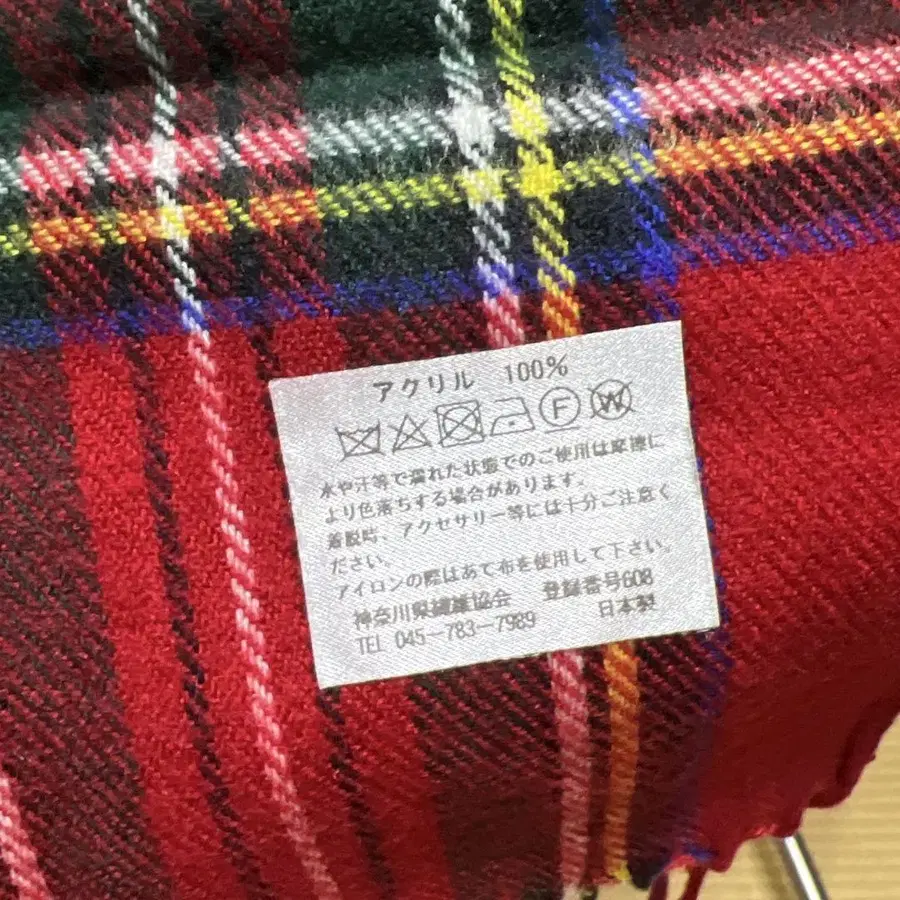 アクリル 100%
F W
水や汗等で濡れた状態でのご使用は摩擦に
より色落ちする場合があります。
着脱時、アクセサリー等には十分ご注意く
ださい。
アイロンの際はあて布を使用して下さい。
神奈川県繊維協会 登録番号608
TEL 045-783-7989 日本製